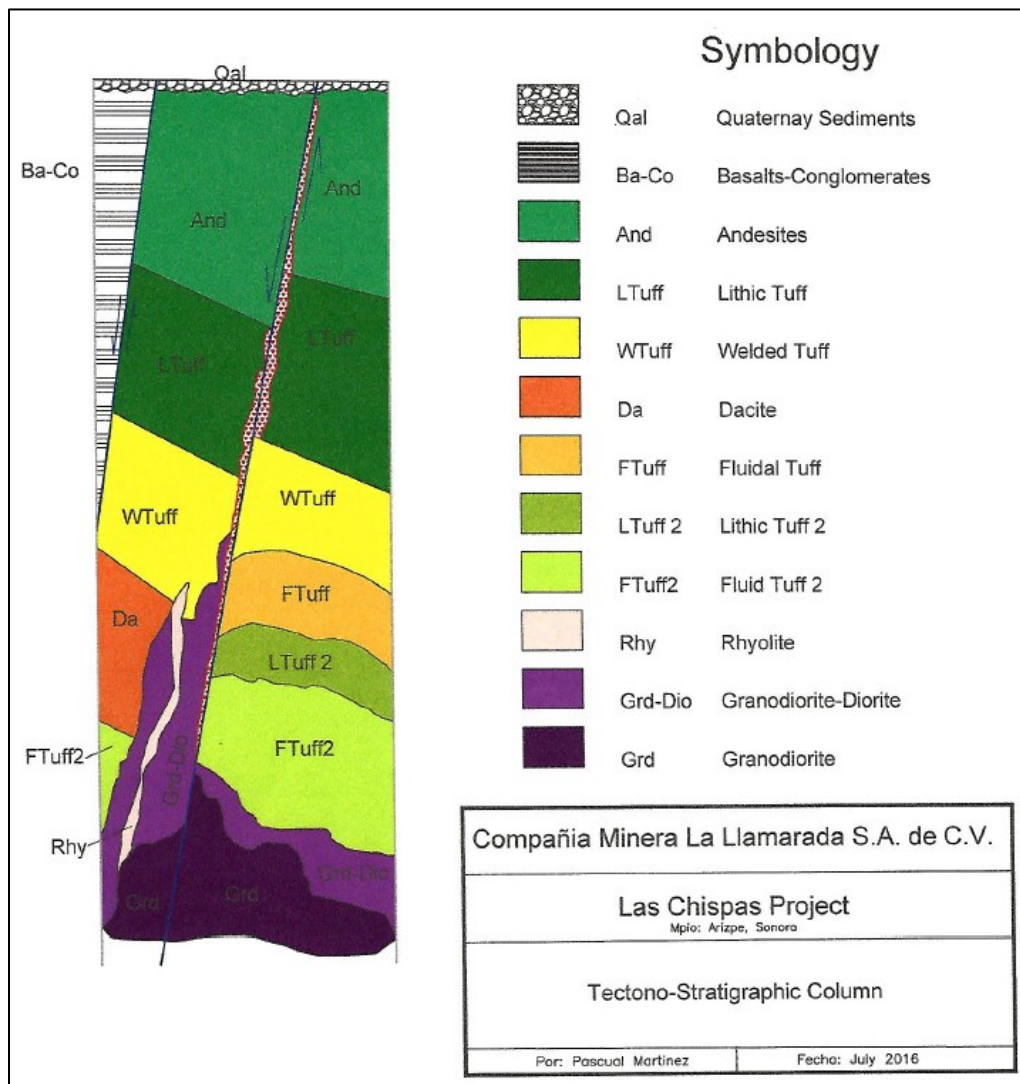 Qal
Ba-Co
And
And
LTuff
LTuff
WTuff
WTuff
FTuff
Da
LTuff 2
FTuff2
FTuff2
Grd-Dio
Rhy
Grd-Dio
Grd
Grd
Symbology
Qal Quaternay Sediments
Ba-Co Basalts-Conglomerates
And Andesites
LTuff Lithic Tuff
WTuff Welded Tuff
Da Dacite
FTuff Fluidal Tuff
LTuff 2 Lithic Tuff 2
FTuff2 Fluid Tuff 2
Rhy Rhyolite
Grd-Dio Granodiorite-Diorite
Grd Granodiorite
Compañia Minera La Llamarada S.A. de C.V.
Las Chispas Project
Mpio: Arizpe, Sonora
Tectono-Stratigraphic Column
Por: Pascual Martinez
Fecha: July 2016